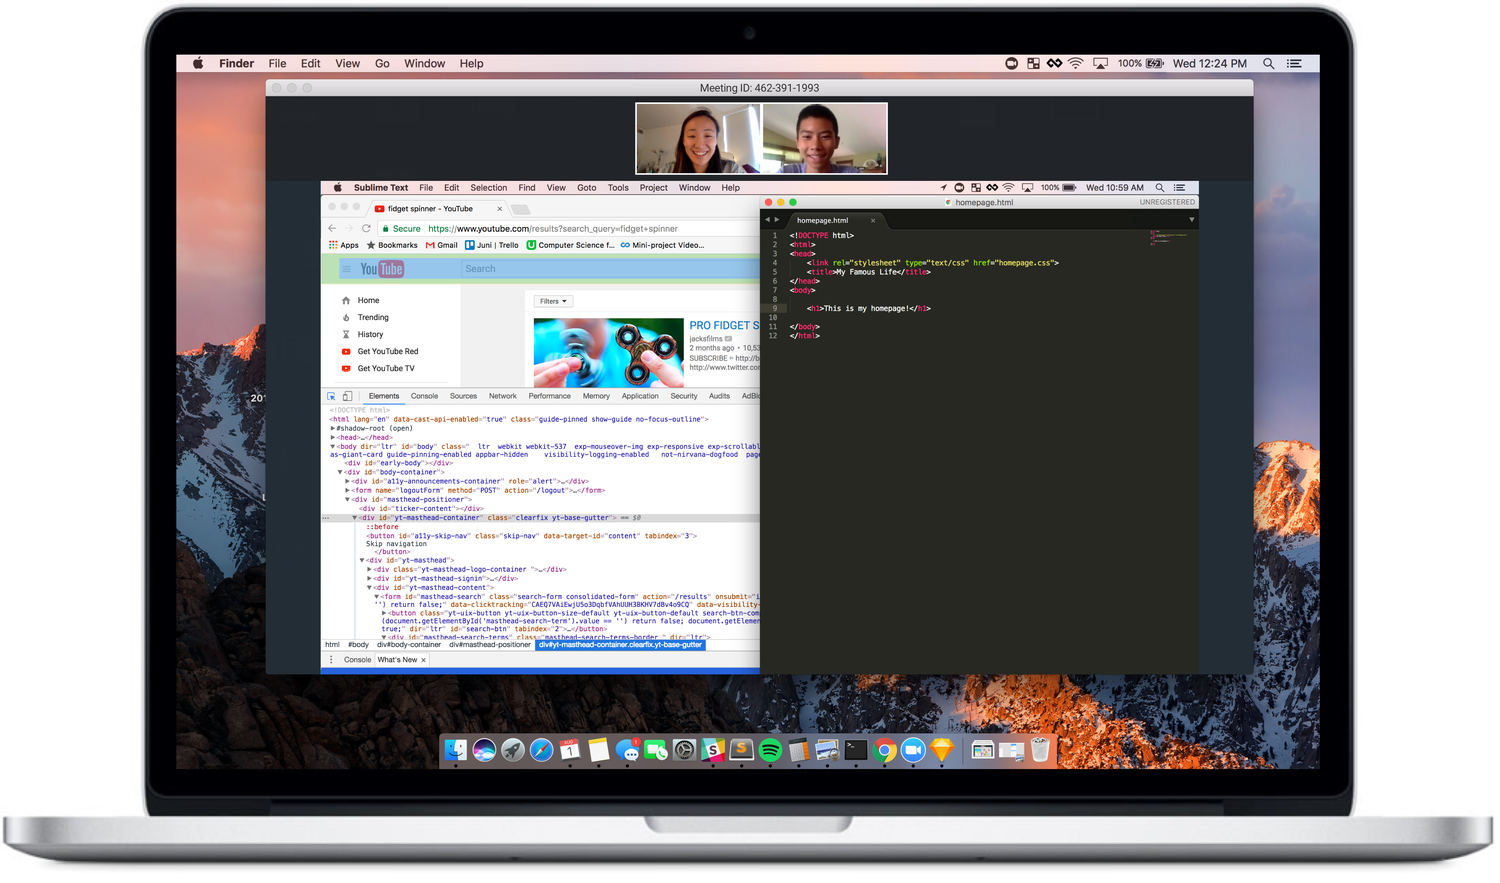 Finder File Edit View Go Window Help 100% Wed 12:24 PM
Meeting ID: 462-391-1993
Sublime Text File Edit Selection Find View Goto Tools Project Window Help 100% Wed 10:59 AM
fidget spinner - YouTube ×
Secure https://www.youtube.com/results?search_query=fidget+spinner
Apps Bookmarks Gmail Juni | Trello Computer Science f... Mini-project Video...
YouTube Search
Home
Trending
History
Get YouTube Red
Get YouTube TV
Filters
PRO FIDGET S
jacksfilms
2 months ago • 10,53
SUBSCRIBE » http://b
http://www.twitter.co
Elements Console Sources Network Performance Memory Application Security Audits AdBl
<!DOCTYPE html>
<html lang="en" data-cast-api-enabled="true" class="guide-pinned show-guide no-focus-outline">
#shadow-root (open)
<head>…</head>
<body dir="ltr" id="body" class="  ltr  webkit webkit-537  exp-mouseover-img exp-responsive exp-scrollab
as-giant-card guide-pinning-enabled appbar-hidden    visibility-logging-enabled   not-nirvana-dogfood  page
<div id="early-body"></div>
<div id="body-container">
<div id="a11y-announcements-container" role="alert">…</div>
<form name="logoutForm" method="POST" action="/logout">…</form>
<div id="masthead-positioner">
<div id="ticker-content"></div>
<div id="yt-masthead-container" class="clearfix yt-base-gutter"> == $0
::before
<button id="a11y-skip-nav" class="skip-nav" data-target-id="content" tabindex="3">
Skip navigation
</button>
<div id="yt-masthead">
<div class="yt-masthead-logo-container ">…</div>
<div id="yt-masthead-signin">…</div>
<div id="yt-masthead-content">
<form id="masthead-search" class="search-form consolidated-form" action="/results" onsubmit="i
'') return false;" data-clicktracking="CAEQ7VAiEwjU5o3DqbfVAhUUH38KHV7dBv4o9CQ" data-visibility-
<button class="yt-uix-button yt-uix-button-size-default yt-uix-button-default search-btn-com
(document.getElementById('masthead-search-term').value == '') return false; document.getElemen
true;" dir="ltr" id="search-btn" tabindex="2">…</button>
<div id="masthead-search-terms" class="masthead-search-terms-border " dir="ltr">
html #body div#body-container div#masthead-positioner div#yt-masthead-container.clearfix.yt-base-gutter
Console What's New ×
homepage.html UNREGISTERED
homepage.html ×
1 <!DOCTYPE html>
2 <html>
3 <head>
4 <link rel="stylesheet" type="text/css" href="homepage.css">
5 <title>My Famous Life</title>
6 </head>
7 <body>
8
9 <h1>This is my homepage!</h1>
10
11 </body>
12 </html>
201
AUG
1
1
S
S